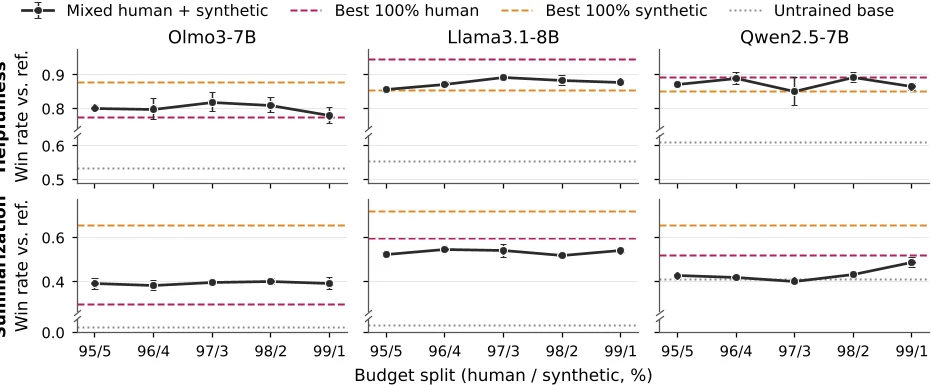 Mixed human + synthetic Best 100% human Best 100% synthetic Untrained base
Olmo3-7B Llama3.1-8B Qwen2.5-7B
Helpfulness
Win rate vs. ref.
0.9
0.8
0.6
0.5
Summarization
Win rate vs. ref.
0.6
0.4
0.0
95/5 96/4 97/3 98/2 99/1 95/5 96/4 97/3 98/2 99/1 95/5 96/4 97/3 98/2 99/1
Budget split (human / synthetic, %)